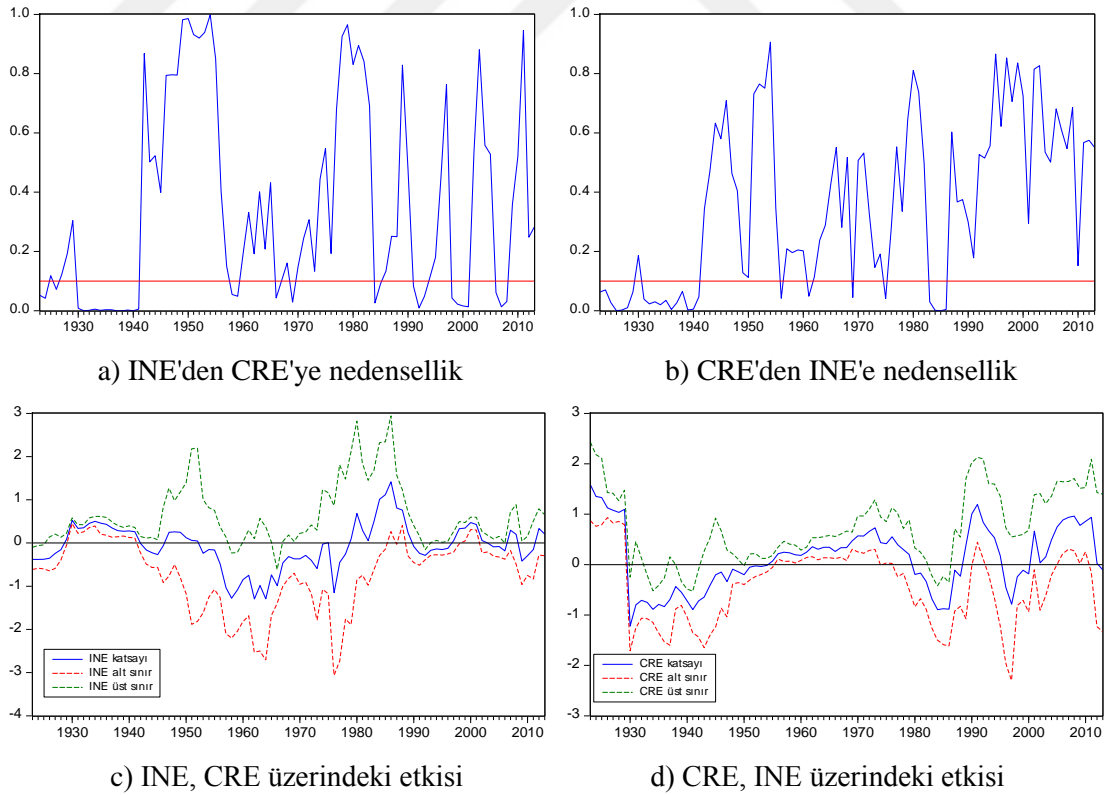 1.0
0.8
0.6
0.4
0.2
0.0
1930 1940 1950 1960 1970 1980 1990 2000 2010
a) INE'den CRE'ye nedensellik
1.0
0.8
0.6
0.4
0.2
0.0
1930 1940 1950 1960 1970 1980 1990 2000 2010
b) CRE'den INE'e nedensellik
3
2
1
0
-1
-2
-3
-4
INE katsayı
INE alt sınır
INE üst sınır
1930 1940 1950 1960 1970 1980 1990 2000 2010
c) INE, CRE üzerindeki etkisi
3
2
1
0
-1
-2
-3
CRE katsayı
CRE alt sınır
CRE üst sınır
1930 1940 1950 1960 1970 1980 1990 2000 2010
d) CRE, INE üzerindeki etkisi